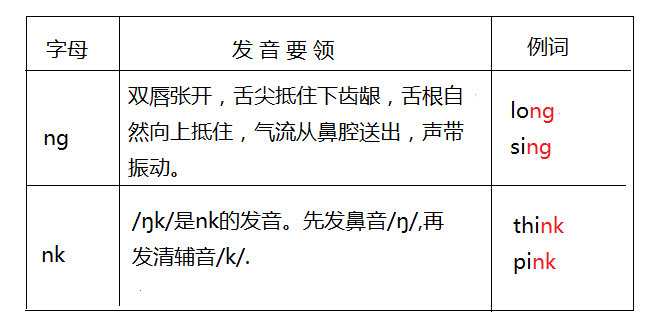 字母 发音要领 例词
ng
双唇张开，舌尖抵住下齿龈，舌根自
然向上抵住，气流从鼻腔送出，声带
振动。
long
sing
nk
/ŋk/是nk的发音。先发鼻音/ŋ/,再
发清辅音/k/.
think
pink